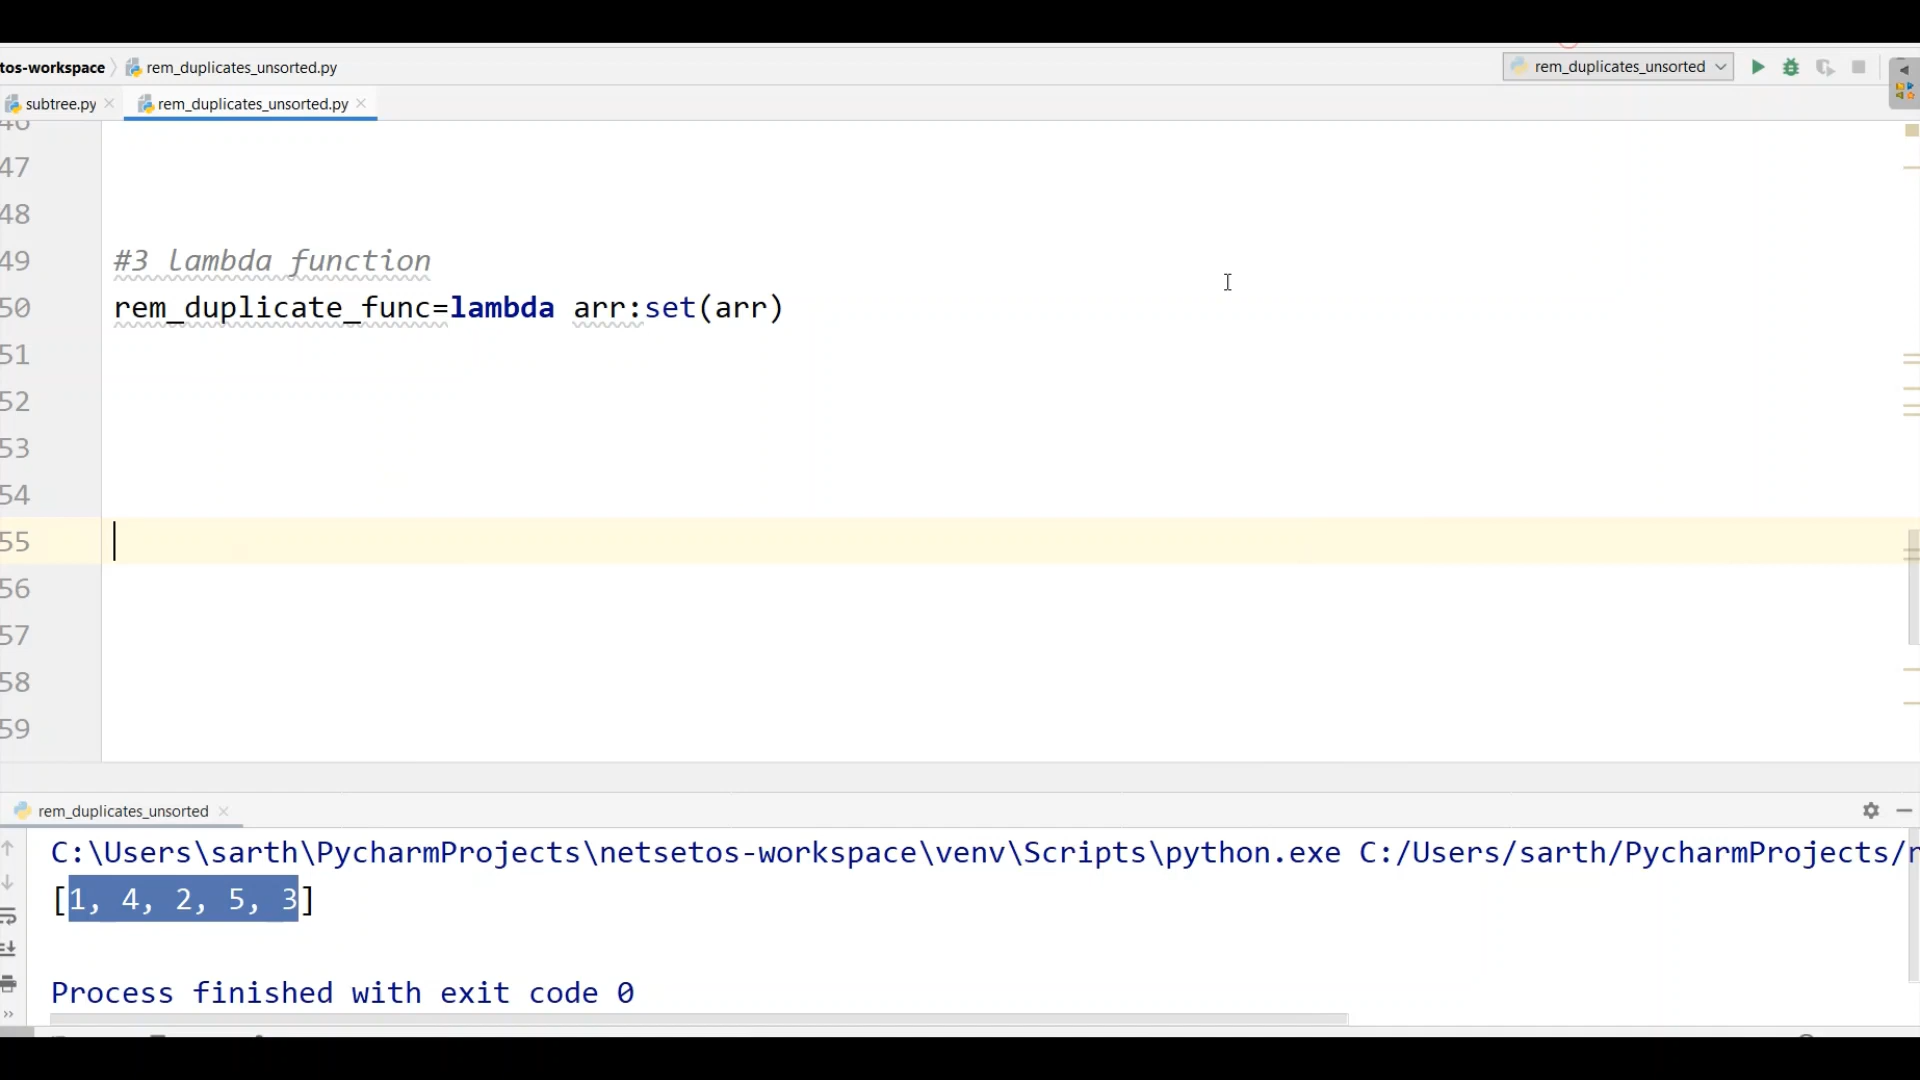 tos-workspace rem_duplicates_unsorted.py rem_duplicates_unsorted
subtree.py rem_duplicates_unsorted.py
46
47
48
49 #3 lambda function
50 rem_duplicate_func=lambda arr:set(arr)
51
52
53
54
55
56
57
58
59
rem_duplicates_unsorted
C:\Users\sarth\PycharmProjects\netsetos-workspace\venv\Scripts\python.exe C:/Users/sarth/PycharmProjects/
[1, 4, 2, 5, 3]
Process finished with exit code 0